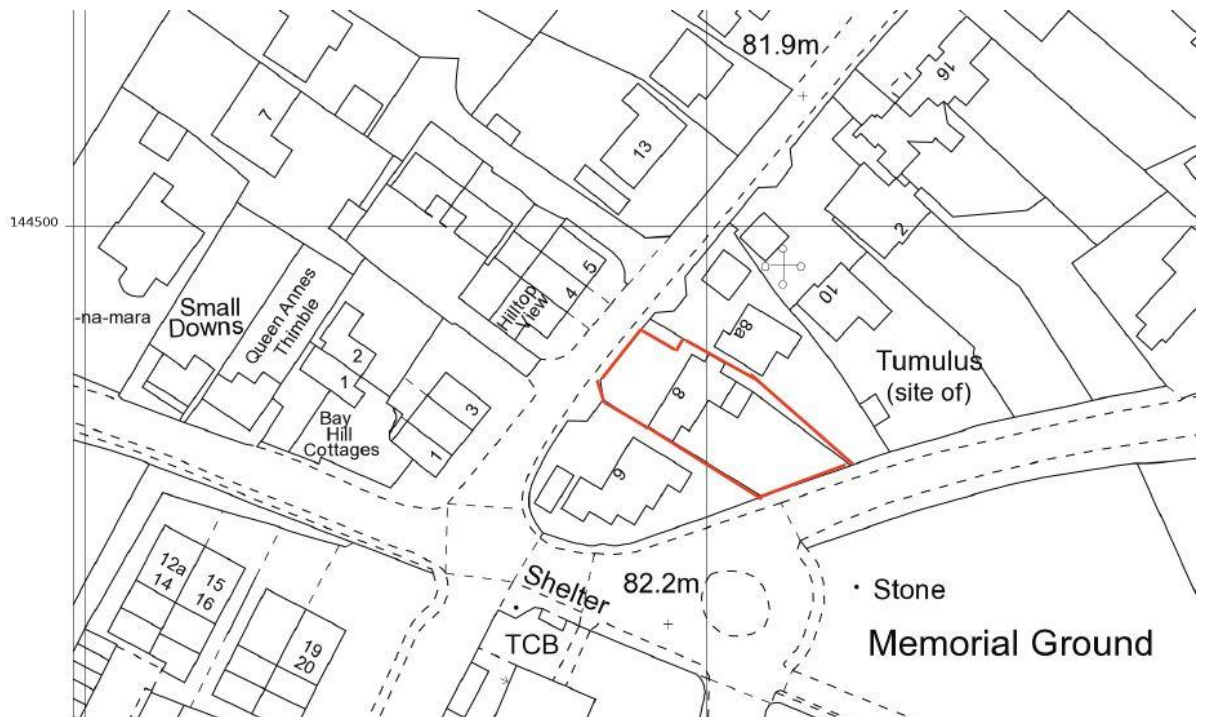 81.9m
16
7
13
144500
2
5
4
Hilltop
View
10
-na-mara
Small
Downs
Queen Annes
Thimble
8a
2
1
3
Tumulus
(site of)
8
Bay
Hill
Cottages
1
6
12a
14
15
16
Shelter
82.2m
Stone
19
20
TCB
Memorial Ground